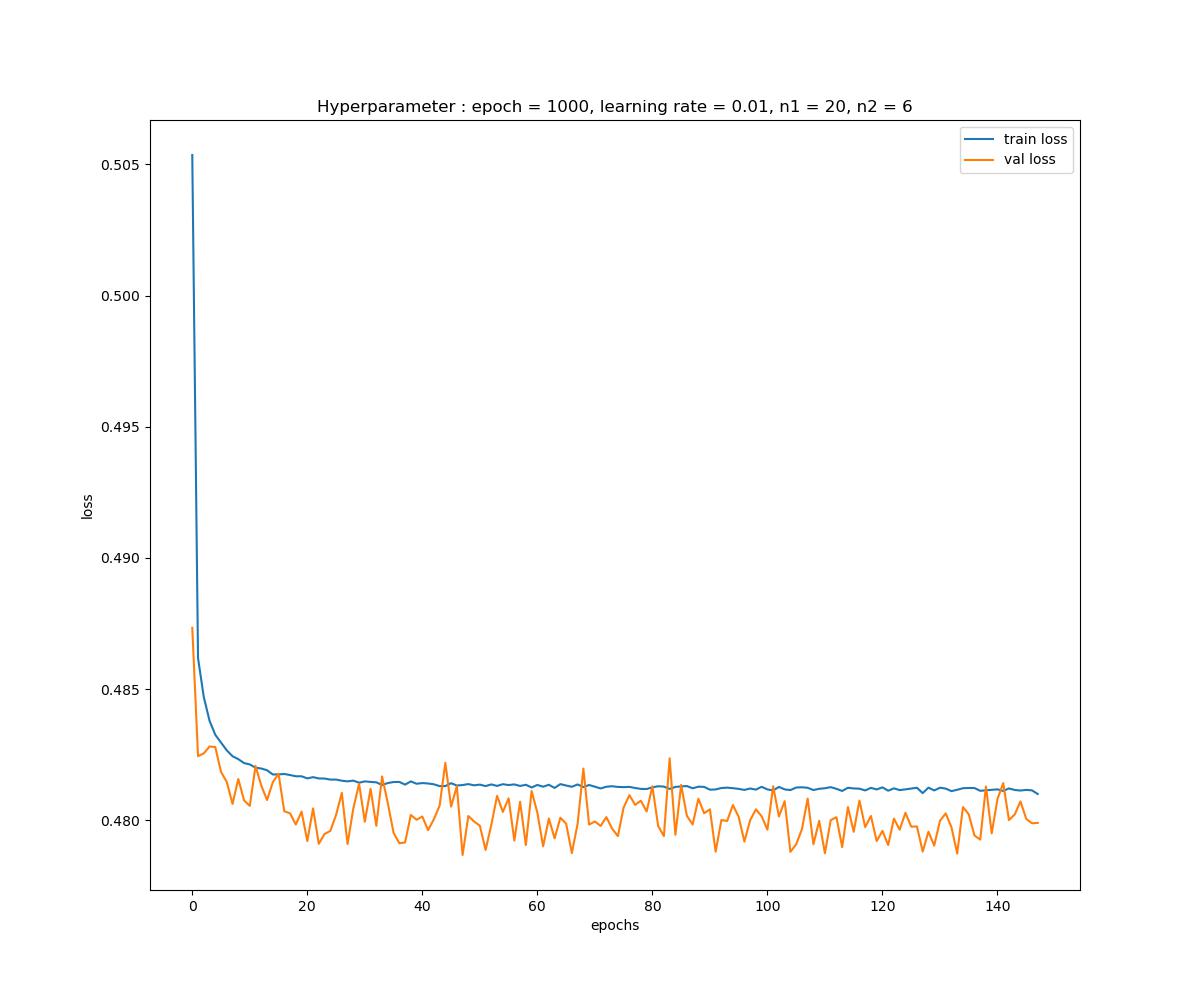 Hyperparameter : epoch = 1000, learning rate = 0.01, n1 = 20, n2 = 6
train loss
val loss
0.505
0.500
0.495
0.490
0.485
0.480
loss
0 20 40 60 80 100 120 140
epochs